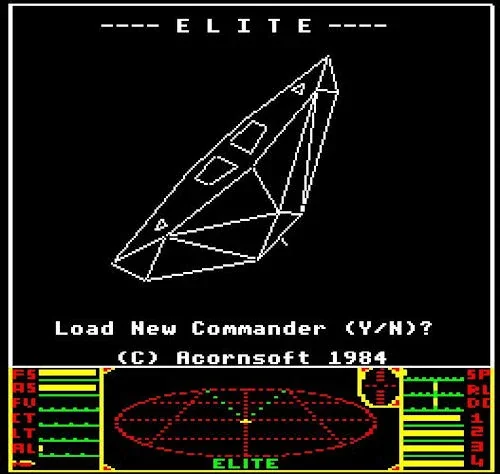 ---- E L I T E ----
Load New Commander (Y/N)?
(C) Acornsoft 1984
FS
AS
FV
CT
LT
AL
SP
RL
DC
1
2
3
4
ELITE